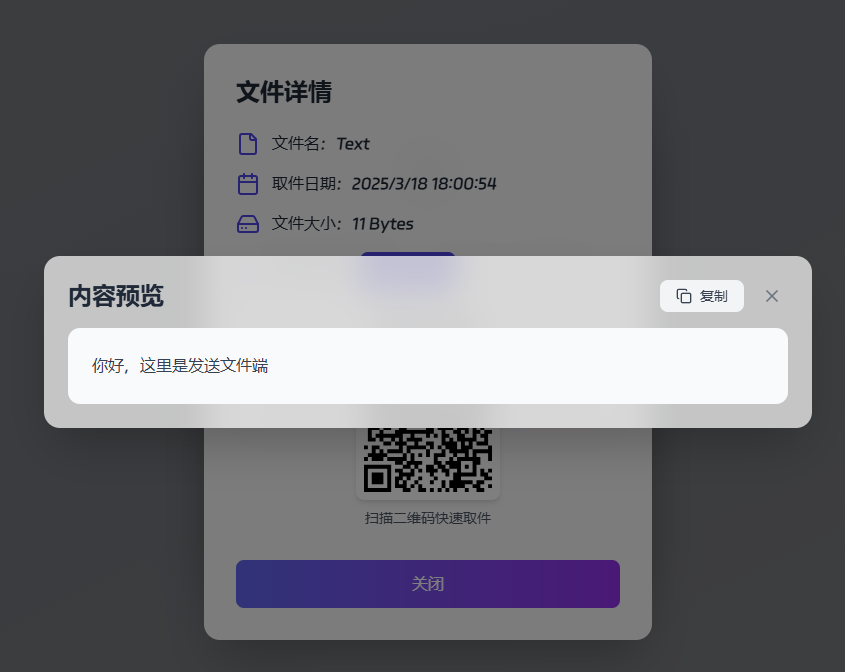 文件详情
文件名：Text
取件日期：2025/3/18 18:00:54
文件大小：11 Bytes
内容预览
复制
你好，这里是发送文件端
扫描二维码快速取件
关闭